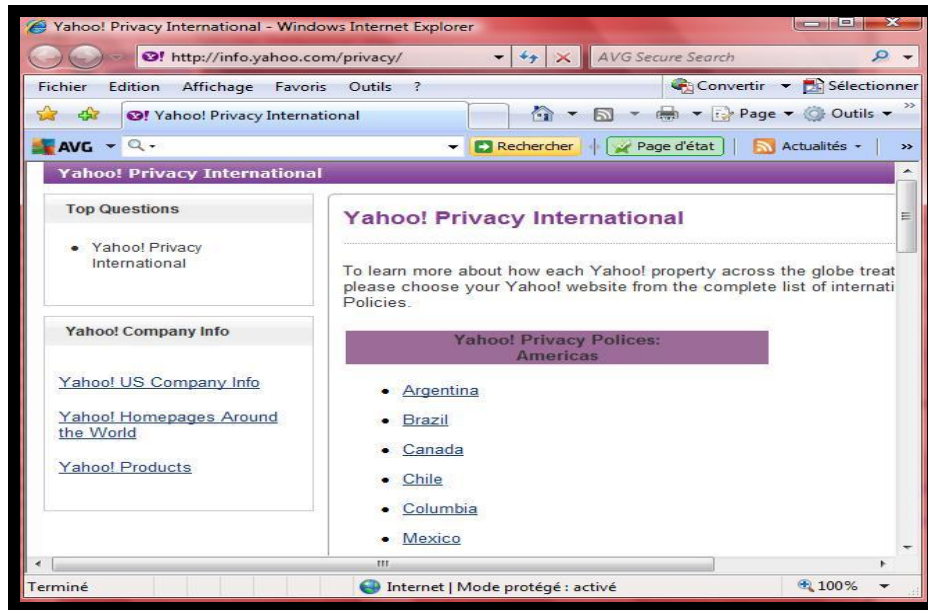 Yahoo! Privacy International - Windows Internet Explorer
http://info.yahoo.com/privacy/
AVG Secure Search
Fichier Edition Affichage Favoris Outils ?
Convertir
Sélectionner
Yahoo! Privacy International
Page
Outils
AVG
Rechercher
Page d'état
Actualités
Yahoo! Privacy International
Top Questions
Yahoo! Privacy
International
Yahoo! Company Info
Yahoo! US Company Info
Yahoo! Homepages Around
the World
Yahoo! Products
Yahoo! Privacy International
To learn more about how each Yahoo! property across the globe treat
please choose your Yahoo! website from the complete list of internati
Policies.
Yahoo! Privacy Polices:
Americas
Argentina
Brazil
Canada
Chile
Columbia
Mexico
Terminé
Internet | Mode protégé : activé
100%